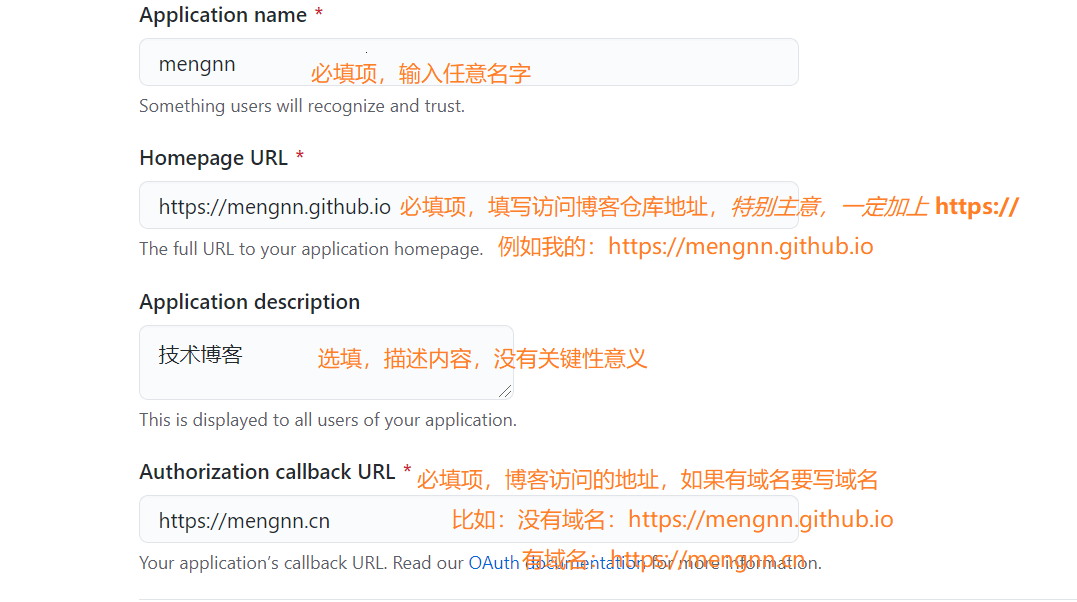 Application name *
mengnn 必填项，输入任意名字
Something users will recognize and trust.
Homepage URL *
https://mengnn.github.io 必填项，填写访问博客仓库地址，特别主意，一定加上 https://
The full URL to your application homepage. 例如我的：https://mengnn.github.io
Application description
技术博客 选填，描述内容，没有关键性意义
This is displayed to all users of your application.
Authorization callback URL * 必填项，博客访问的地址，如果有域名要写域名
https://mengnn.cn 比如：没有域名：https://mengnn.github.io
有域名：https://mengnn.cn
Your application’s callback URL. Read our OAuth documentation for more information.